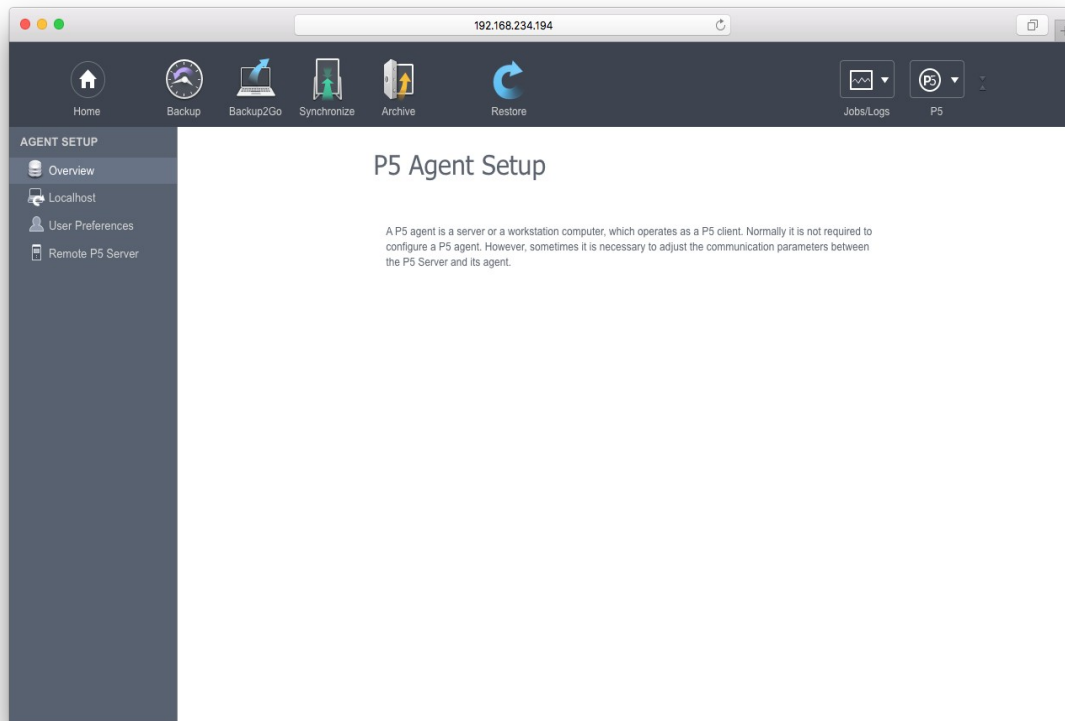 192.168.234.194
Home
Backup
Backup2Go
Synchronize
Archive
Restore
Jobs/Logs
P5
P5
AGENT SETUP
Overview
Localhost
User Preferences
Remote P5 Server
P5 Agent Setup
A P5 agent is a server or a workstation computer, which operates as a P5 client. Normally it is not required to
configure a P5 agent. However, sometimes it is necessary to adjust the communication parameters between
the P5 Server and its agent.